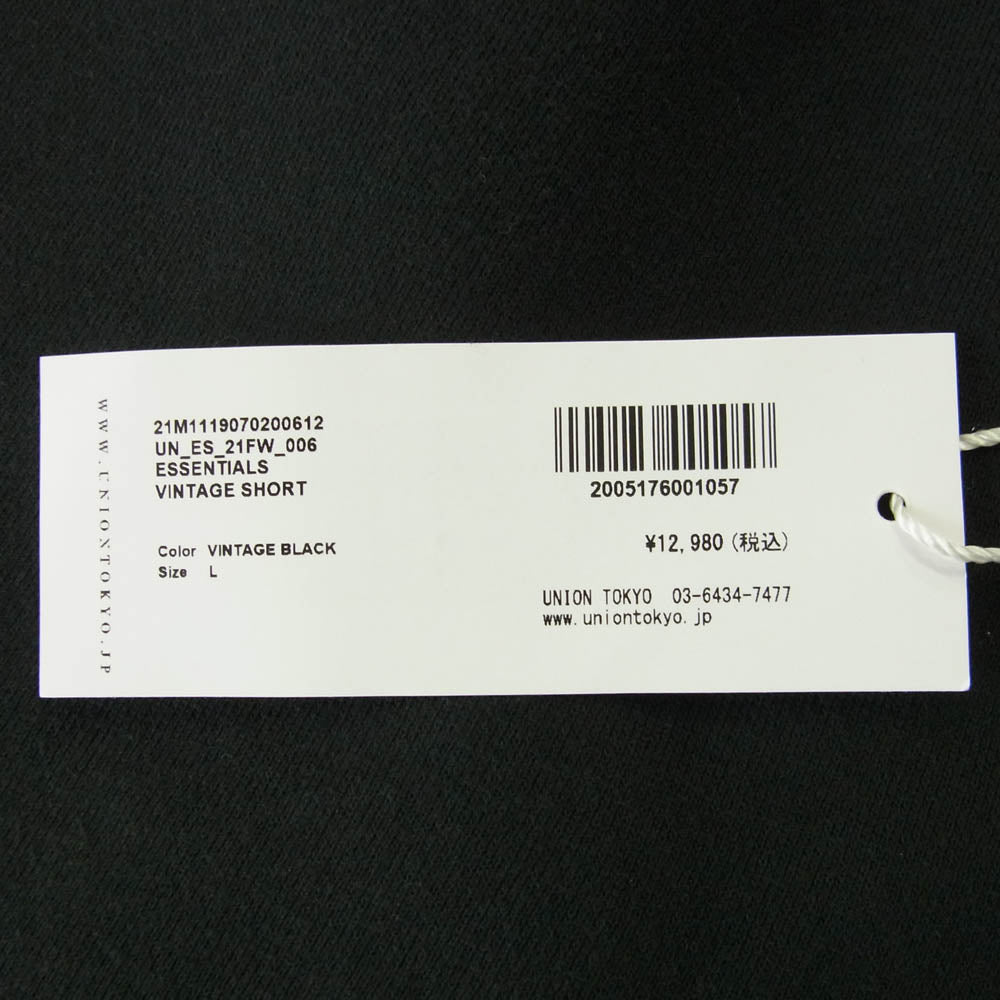 WWW.UNIONTOKYO.JP
21M1119070200612
UN_ES_21FW_006
ESSENTIALS
VINTAGE SHORT
Color VINTAGE BLACK
Size L
2005176001057
¥12,980(税込)
UNION TOKYO 03-6434-7477
www.uniontokyo.jp